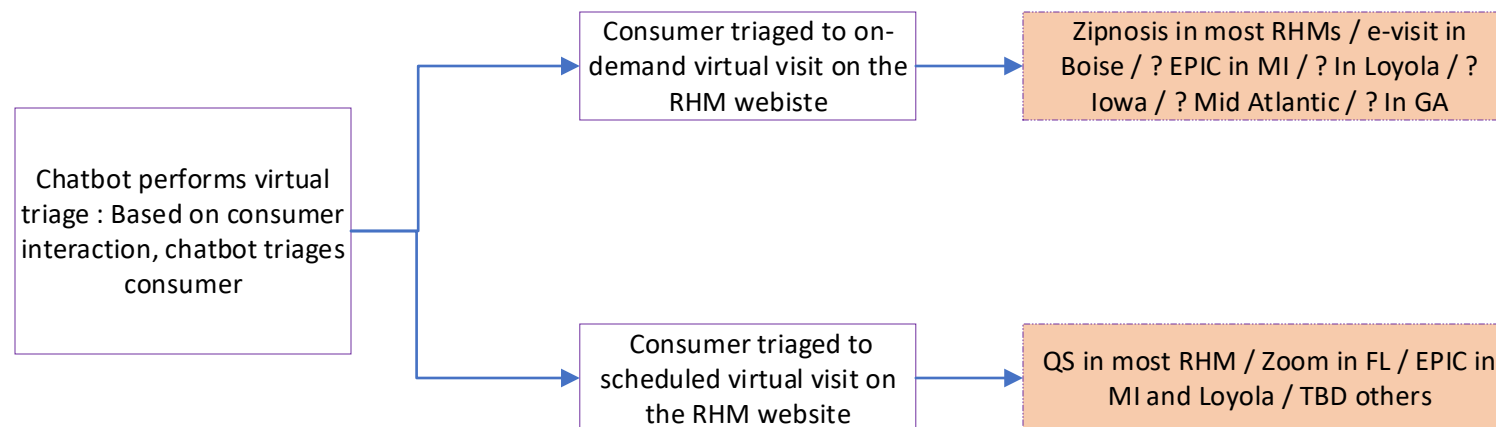 Chatbot performs virtual
triage : Based on consumer
interaction, chatbot triages
consumer
Consumer triaged to on-
demand virtual visit on the
RHM webiste
Zipnosis in most RHMs / e-visit in
Boise / ? EPIC in MI / ? In Loyola / ?
Iowa / ? Mid Atlantic / ? In GA
Consumer triaged to
scheduled virtual visit on
the RHM website
QS in most RHM / Zoom in FL / EPIC in
MI and Loyola / TBD others